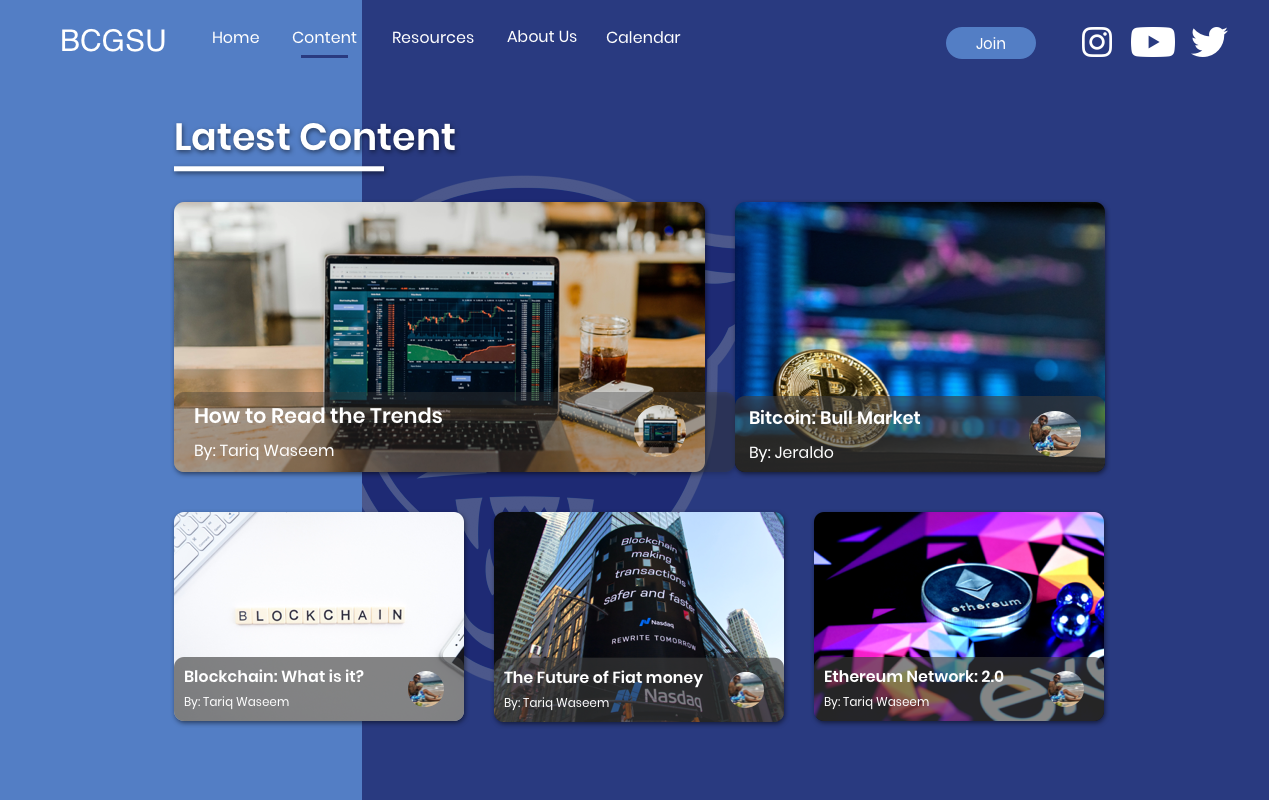 BCGSU
Home
Content
Resources
About Us
Calendar
Join
Latest Content
How to Read the Trends
By: Tariq Waseem
Bitcoin: Bull Market
By: Jeraldo
BLOCKCHAIN
Blockchain: What is it?
By: Tariq Waseem
Blockchain
making
transactions
safer and faster
Nasdaq
REWRITE TOMORROW
Nasdaq
The Future of Fiat money
By: Tariq Waseem
ethereum
Ethereum Network: 2.0
By: Tariq Waseem